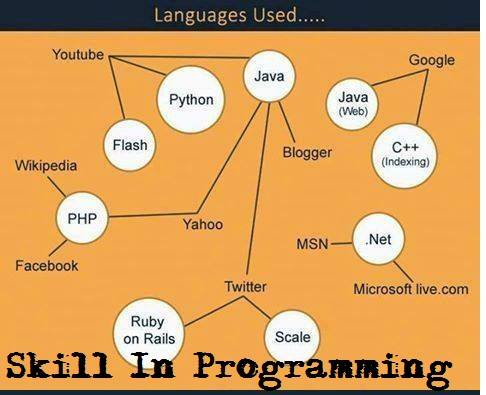 Languages Used.....
Youtube
Java
Google
Python
Java
(Web)
Flash
Blogger
C++
(Indexing)
Wikipedia
PHP
Yahoo
.Net
MSN
Facebook
Twitter
Microsoft live.com
Ruby
on Rails
Scale
Skill In Programming